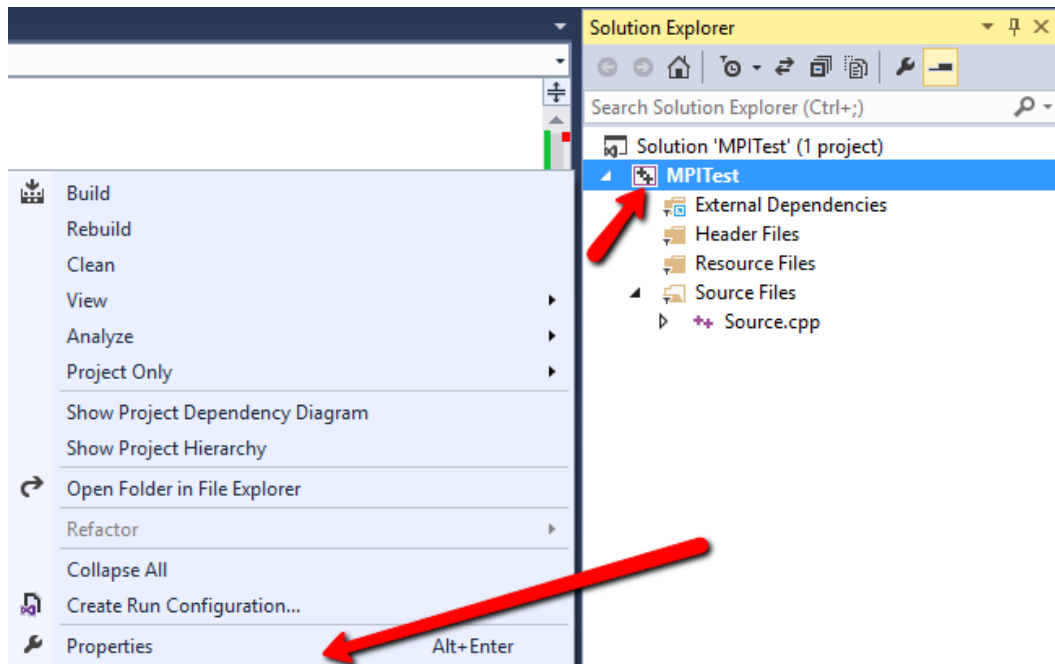 Solution Explorer
Search Solution Explorer (Ctrl+;)
Solution 'MPITest' (1 project)
MPITest
External Dependencies
Header Files
Resource Files
Source Files
Source.cpp
Build
Rebuild
Clean
View
Analyze
Project Only
Show Project Dependency Diagram
Show Project Hierarchy
Open Folder in File Explorer
Refactor
Collapse All
Create Run Configuration...
Properties Alt+Enter